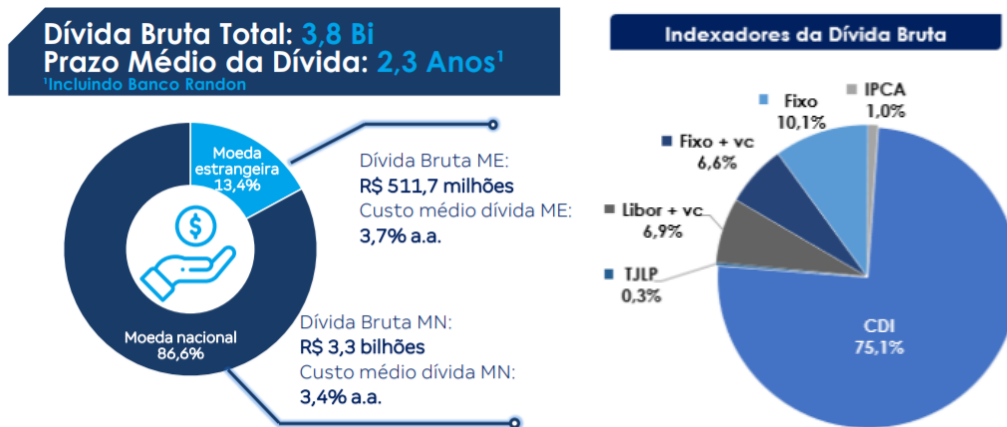 Dívida Bruta Total: 3,8 Bi
Prazo Médio da Dívida: 2,3 Anos¹
¹Incluindo Banco Randon
Moeda
estrangeira
13,4%
Dívida Bruta ME:
R$ 511,7 milhões
Custo médio dívida ME:
3,7% a.a.
$
Moeda nacional
86,6%
Dívida Bruta MN:
R$ 3,3 bilhões
Custo médio dívida MN:
3,4% a.a.
Indexadores da Dívida Bruta
IPCA
1,0%
Fixo
10,1%
Fixo + vc
6,6%
Libor + vc
6,9%
TJLP
0,3%
CDI
75,1%